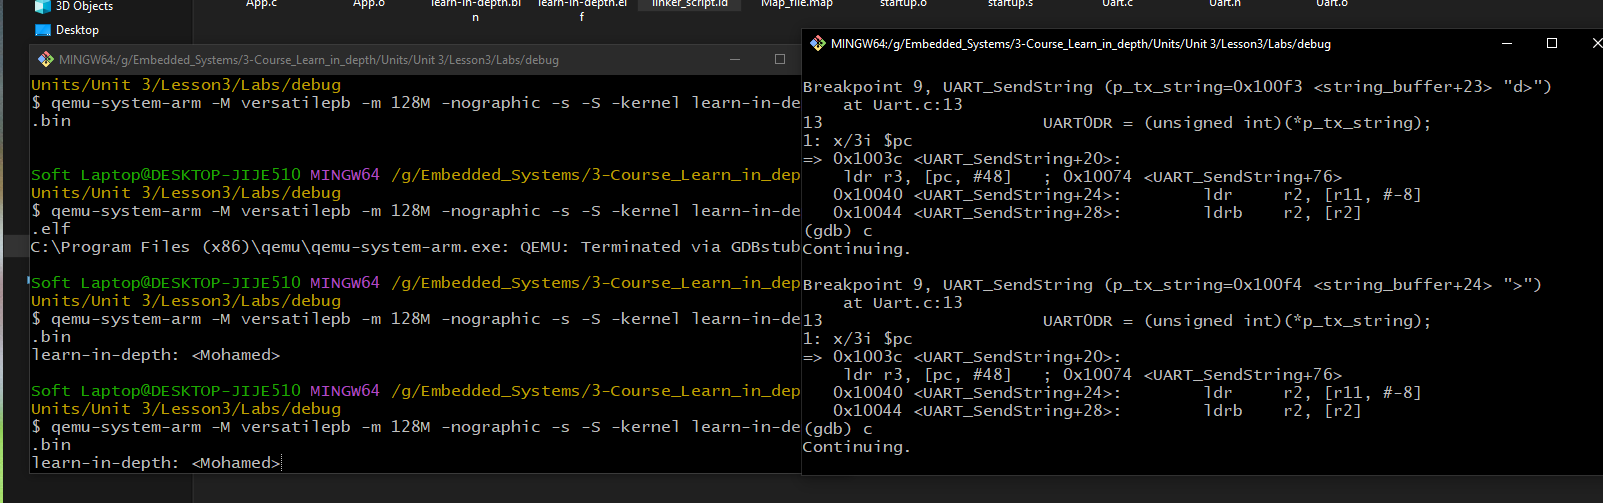 3D Objects
Desktop
App.c App.o learn-in-depth.bi n learn-in-depth.el f linker_script.ld Map_file.map startup.o startup.s Uart.c Uart.h Uart.o
MINGW64:/g/Embedded_Systems/3-Course_Learn_in_depth/Units/Unit 3/Lesson3/Labs/debug
Units/Unit 3/Lesson3/Labs/debug
$ qemu-system-arm -M versatilepb -m 128M -nographic -s -S -kernel learn-in-de
.bin
Soft Laptop@DESKTOP-JIJE510 MINGW64 /g/Embedded_Systems/3-Course_Learn_in_dep
Units/Unit 3/Lesson3/Labs/debug
$ qemu-system-arm -M versatilepb -m 128M -nographic -s -S -kernel learn-in-de
.elf
C:\Program Files (x86)\qemu\qemu-system-arm.exe: QEMU: Terminated via GDBstub
Soft Laptop@DESKTOP-JIJE510 MINGW64 /g/Embedded_Systems/3-Course_Learn_in_dep
Units/Unit 3/Lesson3/Labs/debug
$ qemu-system-arm -M versatilepb -m 128M -nographic -s -S -kernel learn-in-de
.bin
learn-in-depth: <Mohamed>
Soft Laptop@DESKTOP-JIJE510 MINGW64 /g/Embedded_Systems/3-Course_Learn_in_dep
Units/Unit 3/Lesson3/Labs/debug
$ qemu-system-arm -M versatilepb -m 128M -nographic -s -S -kernel learn-in-de
.bin
learn-in-depth: <Mohamed>
MINGW64:/g/Embedded_Systems/3-Course_Learn_in_depth/Units/Unit 3/Lesson3/Labs/debug
Breakpoint 9, UART_SendString (p_tx_string=0x100f3 <string_buffer+23> "d>")
at Uart.c:13
13 UART0DR = (unsigned int)(*p_tx_string);
1: x/3i $pc
=> 0x1003c <UART_SendString+20>:
ldr r3, [pc, #48] ; 0x10074 <UART_SendString+76>
0x10040 <UART_SendString+24>: ldr r2, [r11, #-8]
0x10044 <UART_SendString+28>: ldrb r2, [r2]
(gdb) c
Continuing.
Breakpoint 9, UART_SendString (p_tx_string=0x100f4 <string_buffer+24> ">")
at Uart.c:13
13 UART0DR = (unsigned int)(*p_tx_string);
1: x/3i $pc
=> 0x1003c <UART_SendString+20>:
ldr r3, [pc, #48] ; 0x10074 <UART_SendString+76>
0x10040 <UART_SendString+24>: ldr r2, [r11, #-8]
0x10044 <UART_SendString+28>: ldrb r2, [r2]
(gdb) c
Continuing.